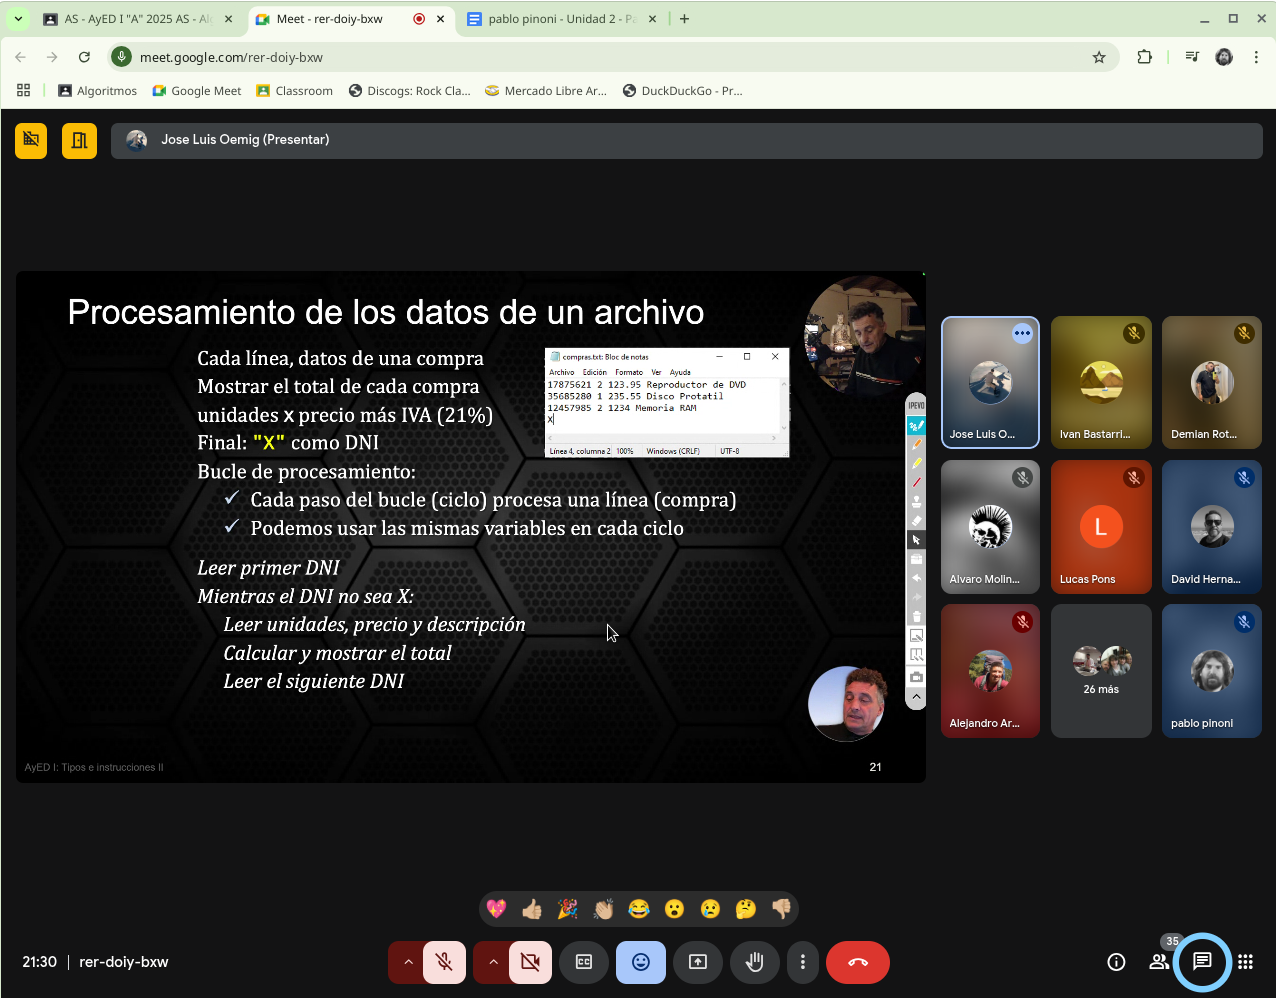 AS - AyED I "A" 2025 AS - Al
Meet - rer-doiy-bxw
pablo pinoni - Unidad 2 - P
meet.google.com/rer-doiy-bxw
Algoritmos
Google Meet
Classroom
Discogs: Rock Cla...
Mercado Libre Ar...
DuckDuckGo - Pr...
Jose Luis Oemig (Presentar)
Procesamiento de los datos de un archivo
Cada línea, datos de una compra
Mostrar el total de cada compra
unidades x precio más IVA (21%)
Final: "X" como DNI
Bucle de procesamiento:
✓ Cada paso del bucle (ciclo) procesa una línea (compra)
✓ Podemos usar las mismas variables en cada ciclo
Leer primer DNI
Mientras el DNI no sea X:
Leer unidades, precio y descripción
Calcular y mostrar el total
Leer el siguiente DNI
compras.txt: Bloc de notas
Archivo Edición Formato Ver Ayuda
17875621 2 123.95 Reproductor de DVD
35685280 1 235.55 Disco Protatil
12457985 2 1234 Memoria RAM
X
Línea 4, columna 2 100% Windows (CRLF) UTF-8
IPEVO
AyED I: Tipos e instrucciones II
21
Jose Luis O...
Ivan Bastarri...
Demian Rot...
Alvaro Molin...
L
Lucas Pons
David Herna...
Alejandro Ar...
26 más
pablo pinoni
21:30 | rer-doiy-bxw
CC
35